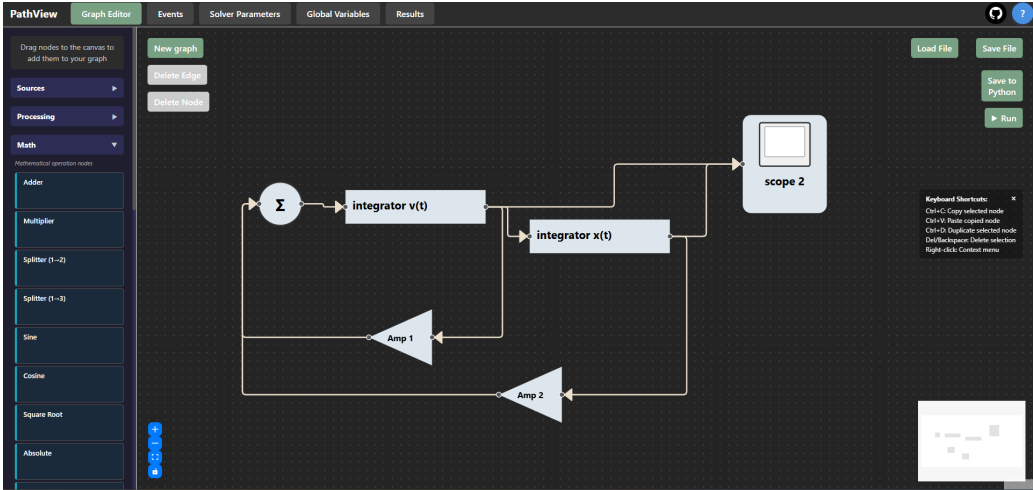 PathView Graph Editor Events Solver Parameters Global Variables Results ?
Drag nodes to the canvas to
add them to your graph
Sources
Processing
Math
Mathematical operation nodes
Adder
Multiplier
Splitter (1→2)
Splitter (1→3)
Sine
Cosine
Square Root
Absolute
New graph
Delete Edge
Delete Node
Load File Save File
Save to
Python
Run
Σ
integrator v(t)
integrator x(t)
scope 2
Amp 1
Amp 2
Keyboard Shortcuts: ×
Ctrl+C: Copy selected node
Ctrl+V: Paste copied node
Ctrl+D: Duplicate selected node
Del/Backspace: Delete selection
Right-click: Context menu